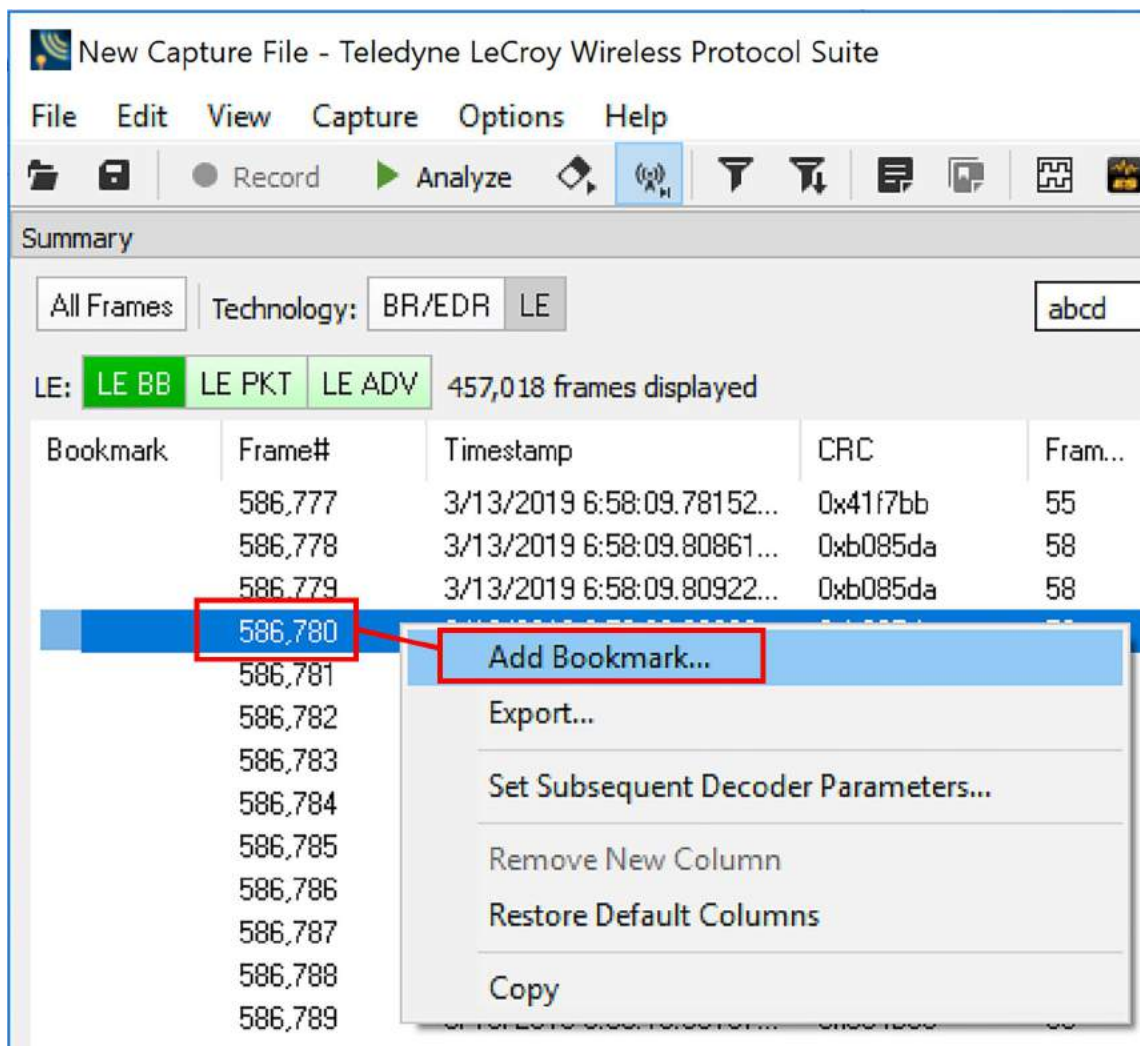 New Capture File - Teledyne LeCroy Wireless Protocol Suite
File Edit View Capture Options Help
Record Analyze
Summary
All Frames Technology: BR/EDR LE abcd
LE: LE BB LE PKT LE ADV 457,018 frames displayed
Bookmark Frame# Timestamp CRC Fram...
586,777 3/13/2019 6:58:09.78152... 0x41f7bb 55
586,778 3/13/2019 6:58:09.80861... 0xb085da 58
586,779 3/13/2019 6:58:09.80922... 0xb085da 58
586,780
Add Bookmark...
586,781
586,782 Export...
586,783
586,784 Set Subsequent Decoder Parameters...
586,785
586,786 Remove New Column
586,787 Restore Default Columns
586,788
586,789 Copy